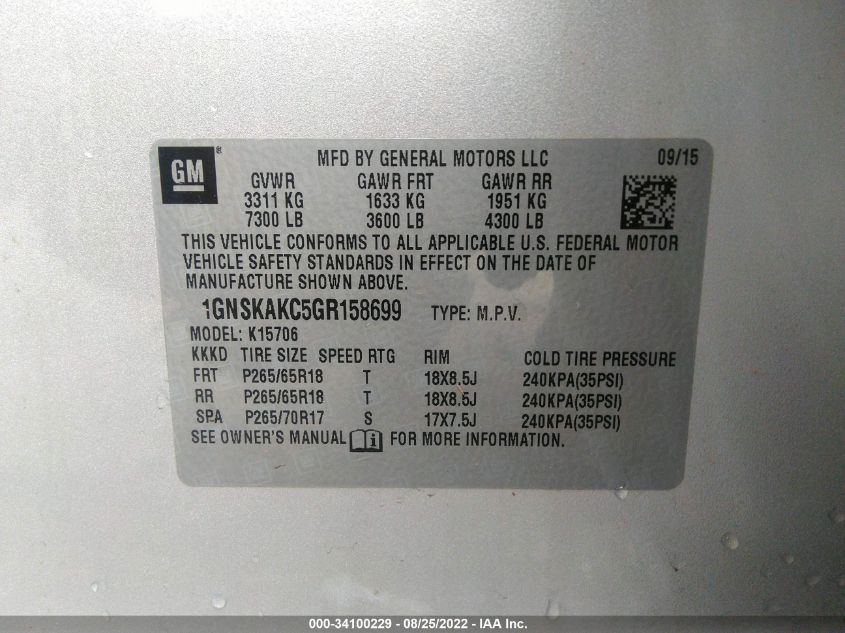 GM ®
MFD BY GENERAL MOTORS LLC 09/15
GVWR GAWR FRT GAWR RR
3311 KG 1633 KG 1951 KG
7300 LB 3600 LB 4300 LB
THIS VEHICLE CONFORMS TO ALL APPLICABLE U.S. FEDERAL MOTOR
VEHICLE SAFETY STANDARDS IN EFFECT ON THE DATE OF
MANUFACTURE SHOWN ABOVE.
1GNSKAKC5GR158699 TYPE: M.P.V.
MODEL: K15706
KKKD TIRE SIZE SPEED RTG RIM COLD TIRE PRESSURE
FRT P265/65R18 T 18X8.5J 240KPA(35PSI)
RR P265/65R18 T 18X8.5J 240KPA(35PSI)
SPA P265/70R17 S 17X7.5J 240KPA(35PSI)
SEE OWNER'S MANUAL FOR MORE INFORMATION.
000-34100229 - 08/25/2022 - IAA Inc.